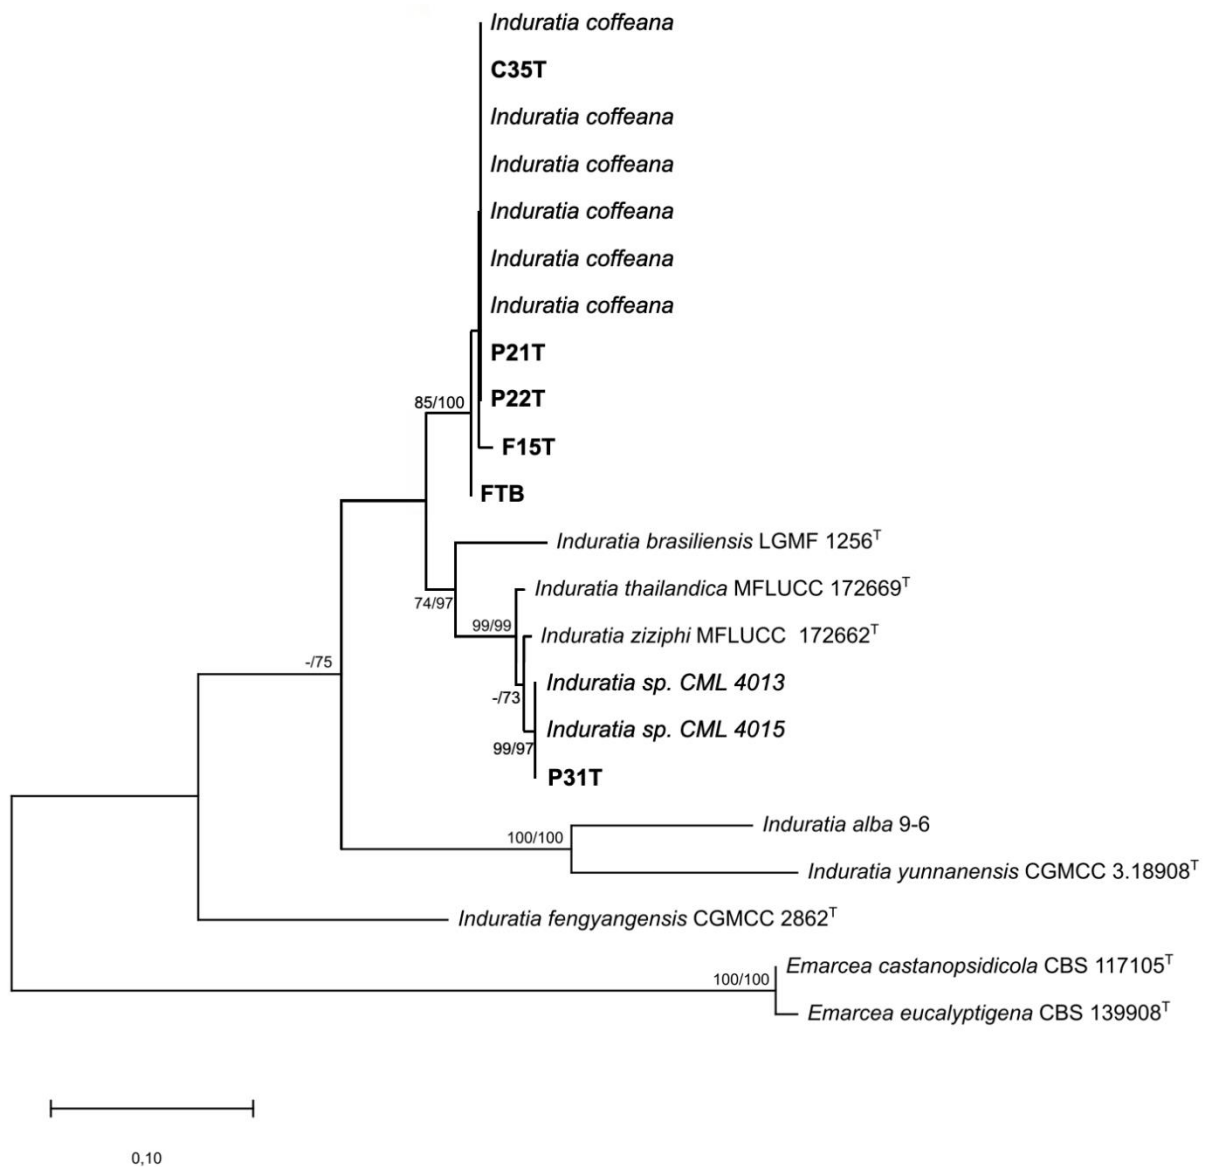 Induratia coffeana
C35T
Induratia coffeana
Induratia coffeana
Induratia coffeana
Induratia coffeana
Induratia coffeana
P21T
P22T
85/100
F15T
FTB
Induratia brasiliensis LGMF 1256ᵀ
Induratia thailandica MFLUCC 172669ᵀ
74/97
99/99
Induratia ziziphi MFLUCC 172662ᵀ
-/75
Induratia sp. CML 4013
-/73
Induratia sp. CML 4015
99/97
P31T
Induratia alba 9-6
100/100
Induratia yunnanensis CGMCC 3.18908ᵀ
Induratia fengyangensis CGMCC 2862ᵀ
Emarcea castanopsidicola CBS 117105ᵀ
100/100
Emarcea eucalyptigena CBS 139908ᵀ
0,10